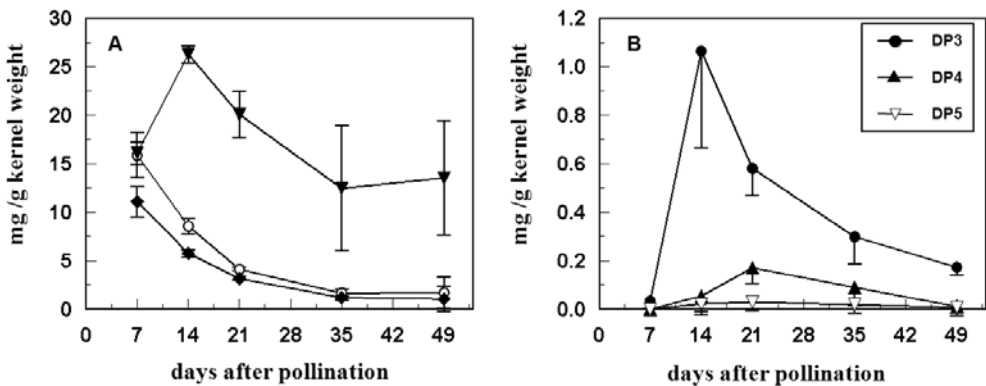 A
mg /g kernel weight
30
25
20
15
10
5
0
0 7 14 21 28 35 42 49
days after pollination
B
mg /g kernel weight
1.2
1.0
0.8
0.6
0.4
0.2
0.0
0 7 14 21 28 35 42 49
days after pollination
DP3
DP4
DP5